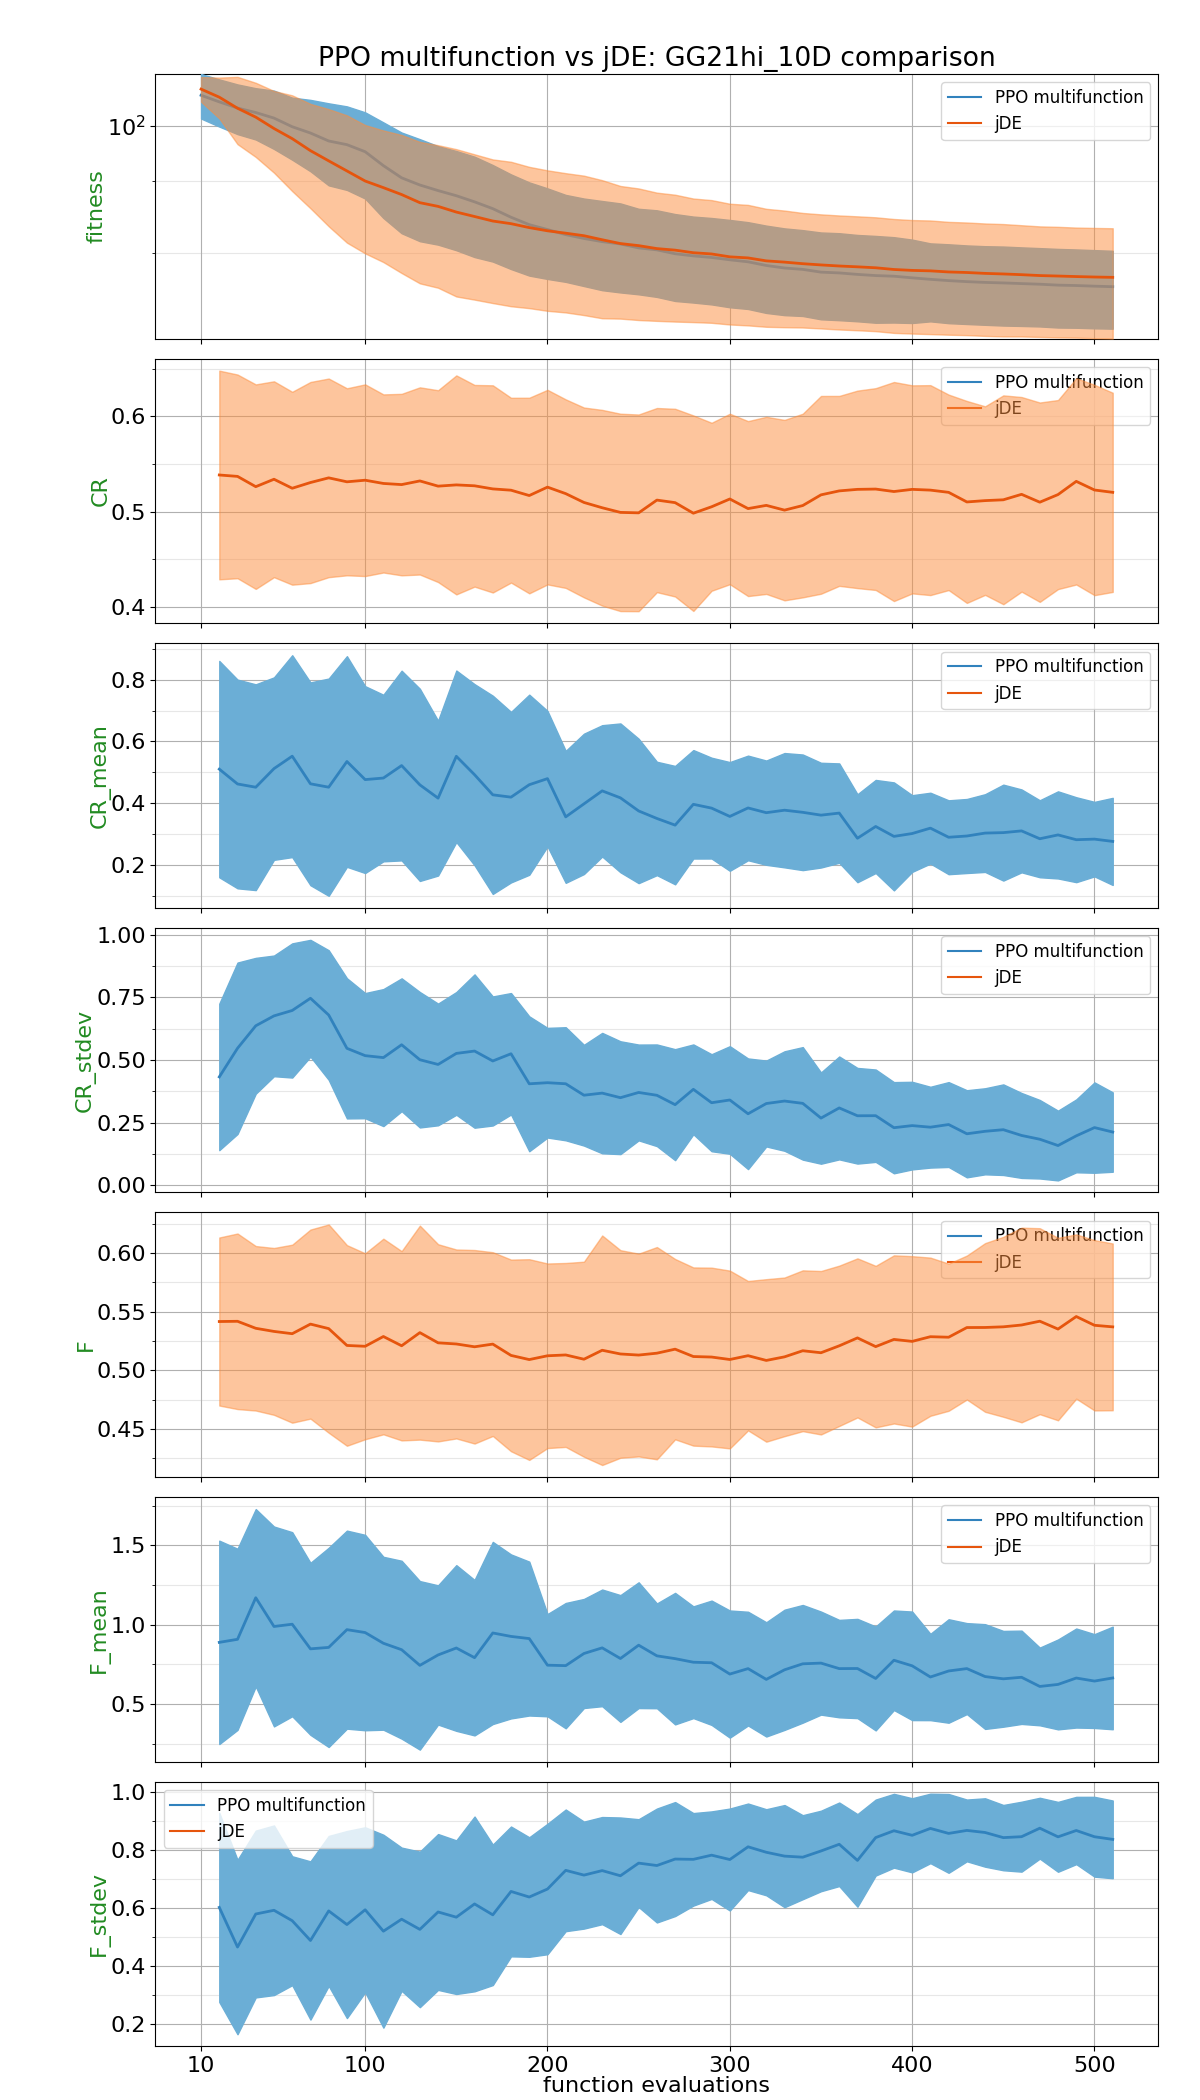 PPO multifunction vs jDE: GG21hi_10D comparison
PPO multifunction
jDE
10²
fitness
PPO multifunction
jDE
0.6
0.5
0.4
CR
PPO multifunction
jDE
0.8
0.6
0.4
0.2
CR_mean
PPO multifunction
jDE
1.00
0.75
0.50
0.25
0.00
CR_stdev
PPO multifunction
jDE
0.60
0.55
0.50
0.45
F
PPO multifunction
jDE
1.5
1.0
0.5
F_mean
PPO multifunction
jDE
1.0
0.8
0.6
0.4
0.2
F_stdev
10 100 200 300 400 500
function evaluations